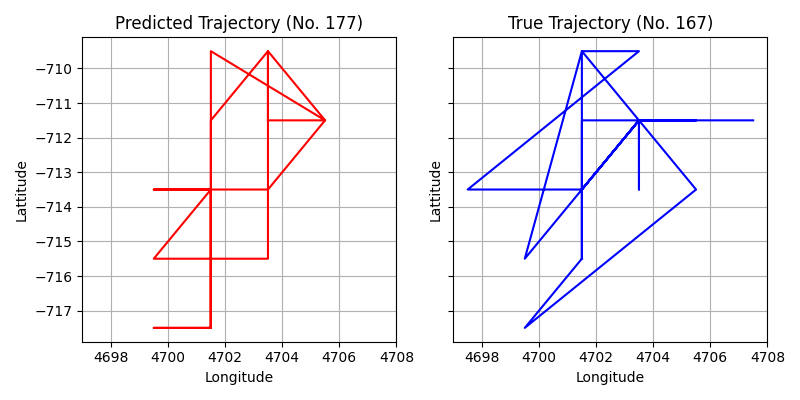 Predicted Trajectory (No. 177)
True Trajectory (No. 167)
Lattitude
−710
−711
−712
−713
−714
−715
−716
−717
4698 4700 4702 4704 4706 4708
Longitude
Lattitude
4698 4700 4702 4704 4706 4708
Longitude